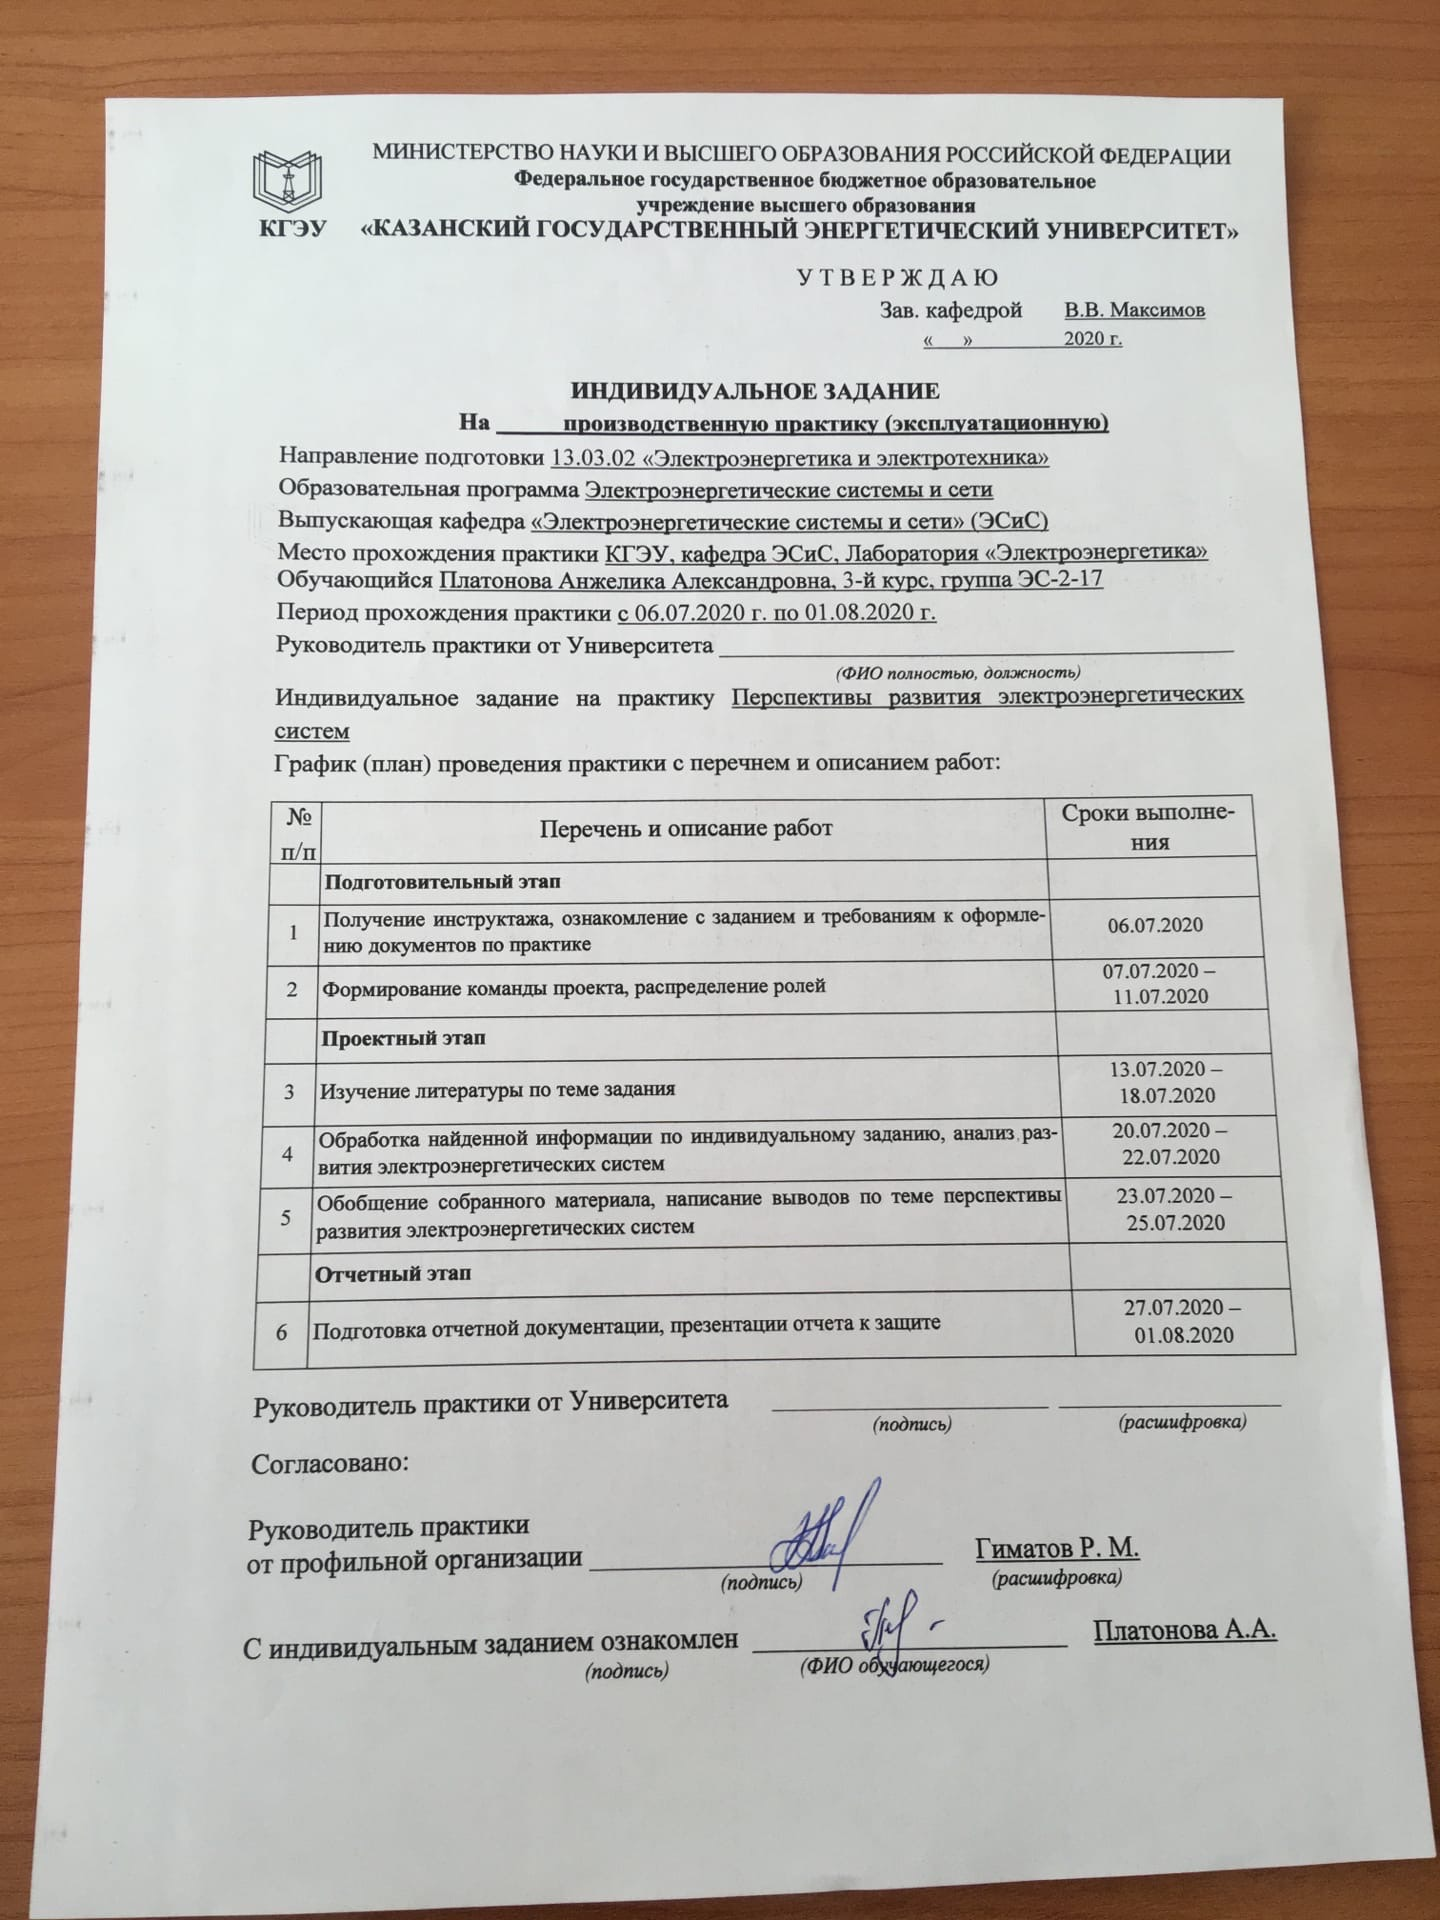 МИНИСТЕРСТВО НАУКИ И ВЫСШЕГО ОБРАЗОВАНИЯ РОССИЙСКОЙ ФЕДЕРАЦИИ
Федеральное государственное бюджетное образовательное
учреждение высшего образования
КГЭУ «КАЗАНСКИЙ ГОСУДАРСТВЕННЫЙ ЭНЕРГЕТИЧЕСКИЙ УНИВЕРСИТЕТ»
У Т В Е Р Ж Д А Ю
Зав. кафедрой В.В. Максимов
« » 2020 г.
ИНДИВИДУАЛЬНОЕ ЗАДАНИЕ
На ______ производственную практику (эксплуатационную)
Направление подготовки 13.03.02 «Электроэнергетика и электротехника»
Образовательная программа Электроэнергетические системы и сети
Выпускающая кафедра «Электроэнергетические системы и сети» (ЭСиС)
Место прохождения практики КГЭУ, кафедра ЭСиС, Лаборатория «Электроэнергетика»
Обучающийся Платонова Анжелика Александровна, 3-й курс, группа ЭС-2-17
Период прохождения практики с 06.07.2020 г. по 01.08.2020 г.
Руководитель практики от Университета ______
(ФИО полностью, должность)
Индивидуальное задание на практику Перспективы развития электроэнергетических
систем
График (план) проведения практики с перечнем и описанием работ:
№ п/п Перечень и описание работ Сроки выполне-
ния
Подготовительный этап
1 Получение инструктажа, ознакомление с заданием и требованиям к оформле-
нию документов по практике 06.07.2020
2 Формирование команды проекта, распределение ролей 07.07.2020 –
11.07.2020
Проектный этап
3 Изучение литературы по теме задания 13.07.2020 –
18.07.2020
4 Обработка найденной информации по индивидуальному заданию, анализ раз- 20.07.2020 –
вития электроэнергетических систем 22.07.2020
5 Обобщение собранного материала, написание выводов по теме перспективы 23.07.2020 –
развития электроэнергетических систем 25.07.2020
Отчетный этап
6 Подготовка отчетной документации, презентации отчета к защите 27.07.2020 –
01.08.2020
Руководитель практики от Университета ______ ______
(подпись) (расшифровка)
Согласовано:
Руководитель практики
от профильной организации ______ Гиматов Р. М.
(подпись) (расшифровка)
С индивидуальным заданием ознакомлен ______ Платонова А.А.
(подпись) (ФИО обучающегося)